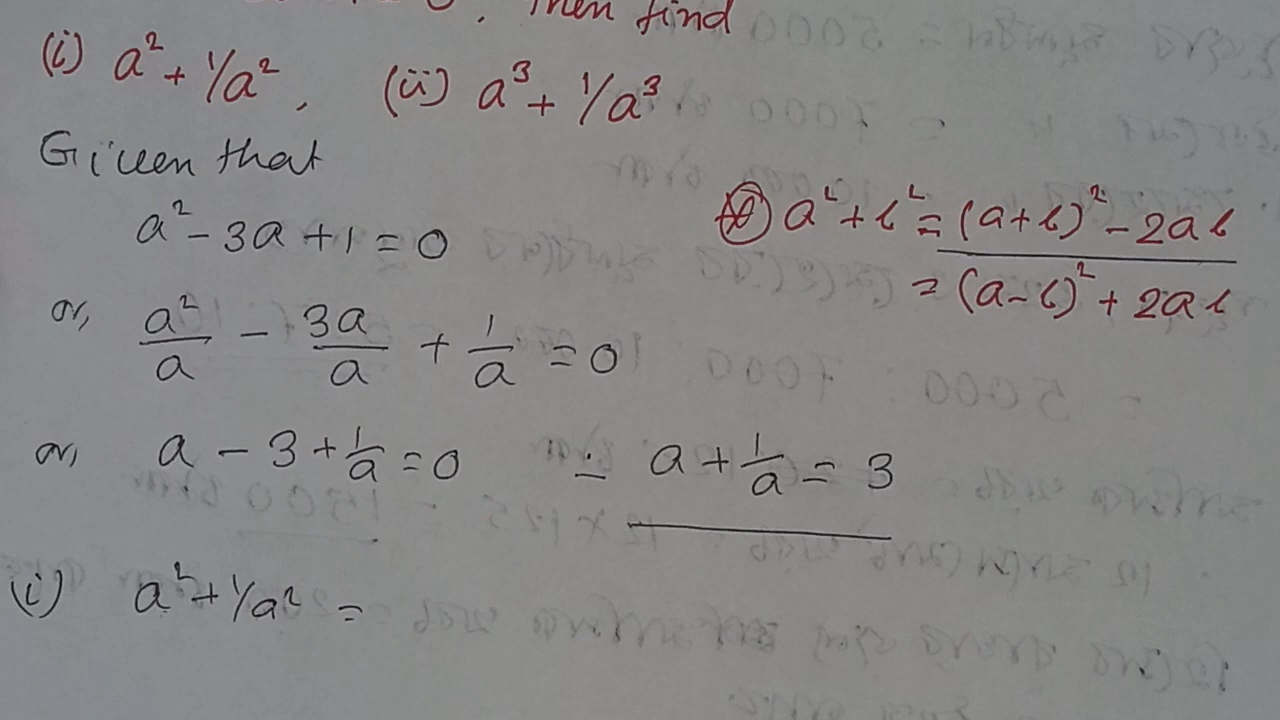 0, Then find
(i) a² + 1/a², (ii) a³ + 1/a³
Given that
a² - 3a + 1 = 0
a² + b² = (a+b)² - 2ab
= (a-b)² + 2ab
or, a²/a - 3a/a + 1/a = 0
or, a - 3 + 1/a = 0 ∴ a + 1/a = 3
(i) a² + 1/a² =